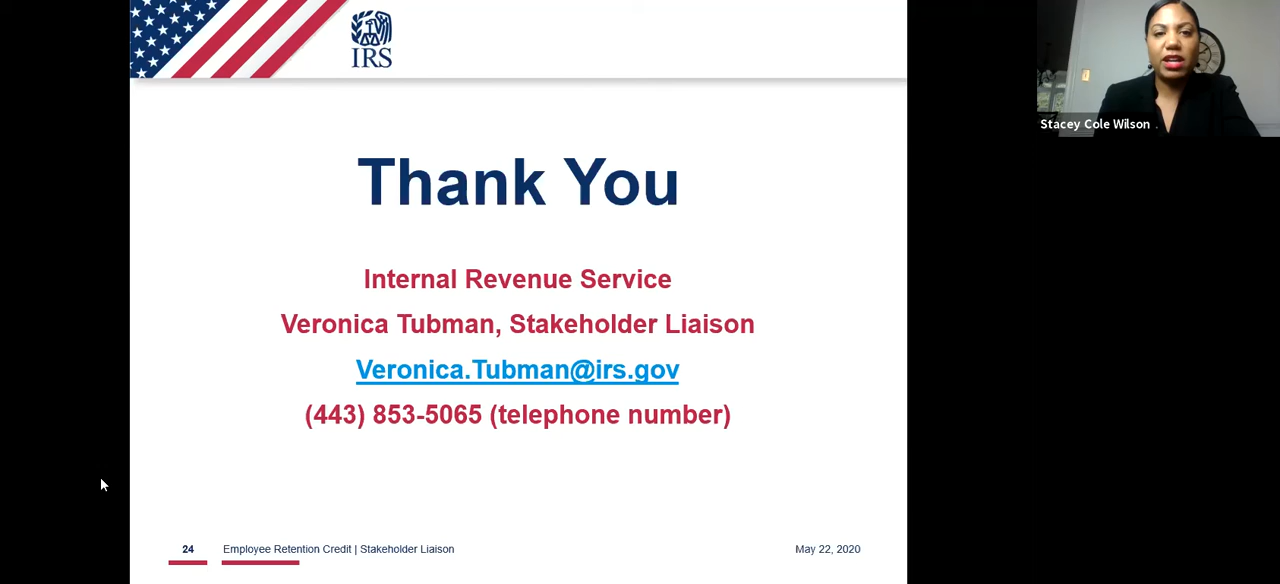 IRS
Stacey Cole Wilson
Thank You
Internal Revenue Service
Veronica Tubman, Stakeholder Liaison
Veronica.Tubman@irs.gov
(443) 853-5065 (telephone number)
24 Employee Retention Credit | Stakeholder Liaison May 22, 2020